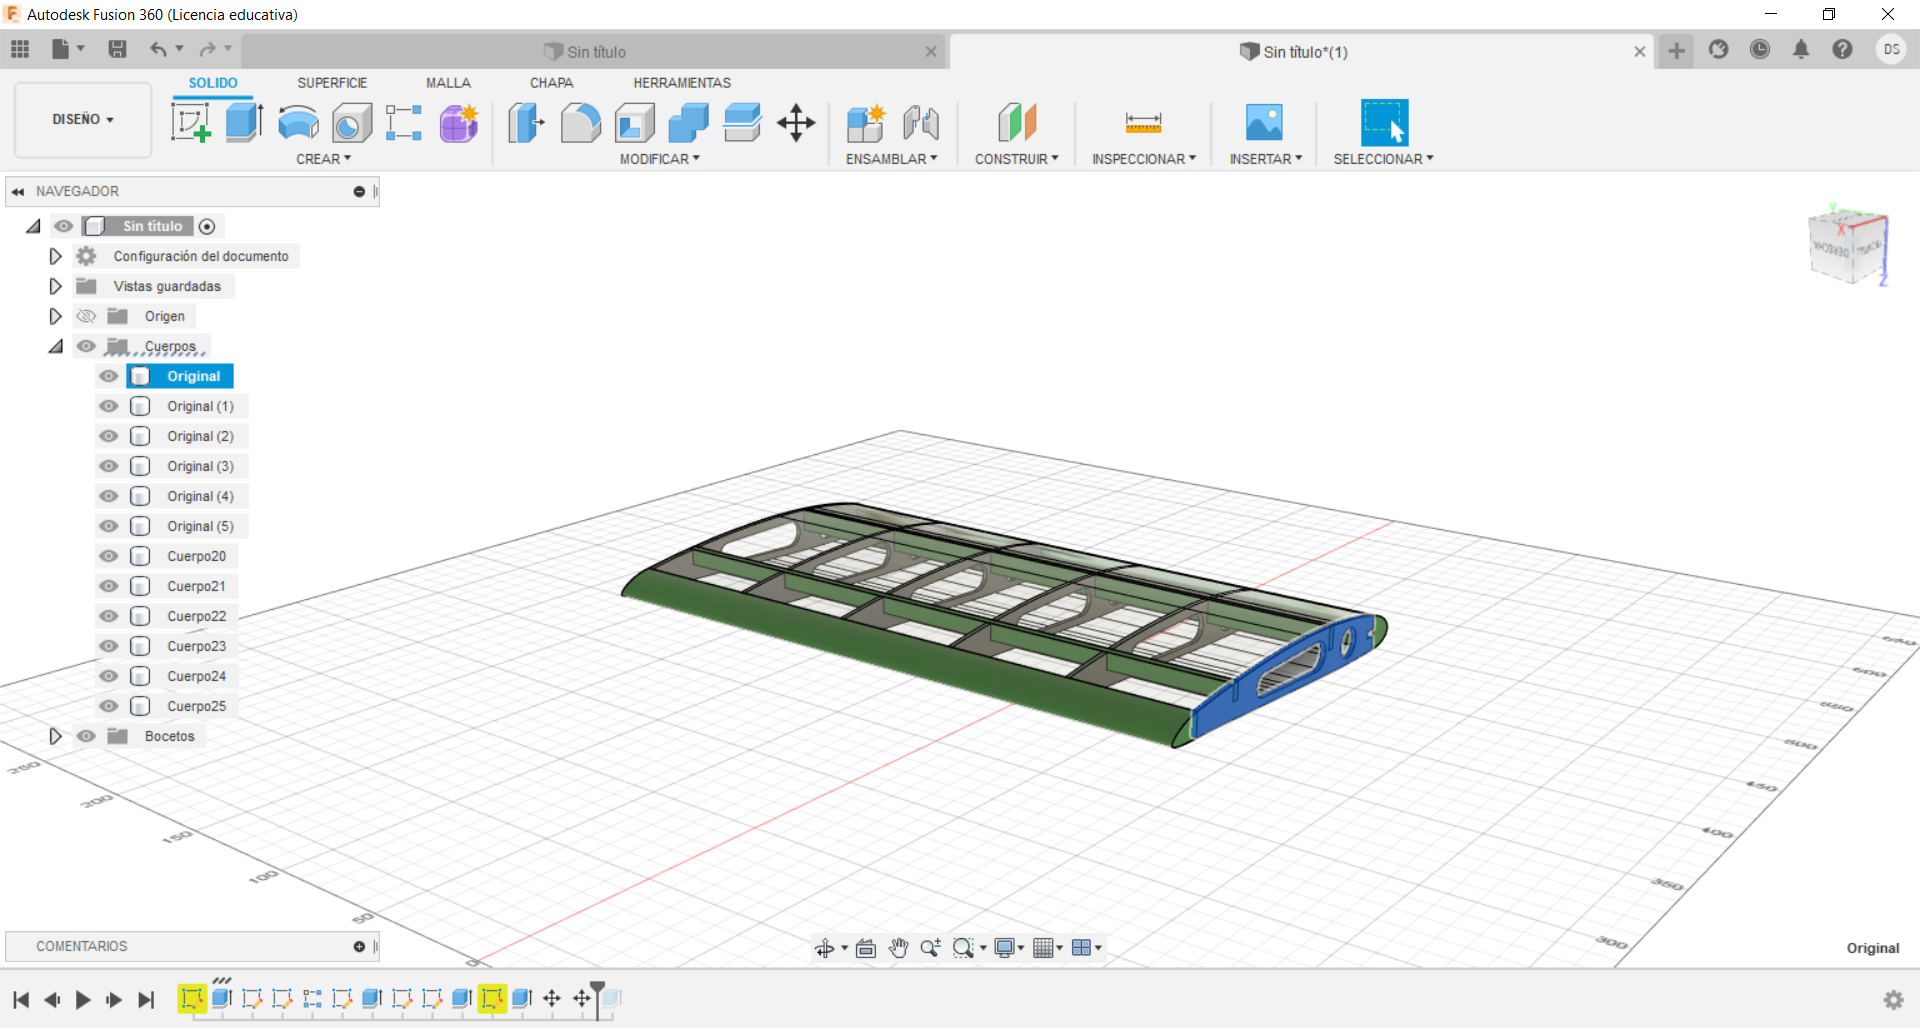 Autodesk Fusion 360 (Licencia educativa)
Sin título
Sin título*(1)
DS
DISEÑO
SOLIDO
SUPERFICIE
MALLA
CHAPA
HERRAMIENTAS
CREAR
MODIFICAR
ENSAMBLAR
CONSTRUIR
INSPECCIONAR
INSERTAR
SELECCIONAR
NAVEGADOR
Sin título
Configuración del documento
Vistas guardadas
Origen
Cuerpos
Original
Original (1)
Original (2)
Original (3)
Original (4)
Original (5)
Cuerpo20
Cuerpo21
Cuerpo22
Cuerpo23
Cuerpo24
Cuerpo25
Bocetos
Y
X
DERECHA
Z
250
200
150
100
50
0
600
550
500
450
400
350
300
COMENTARIOS
Original